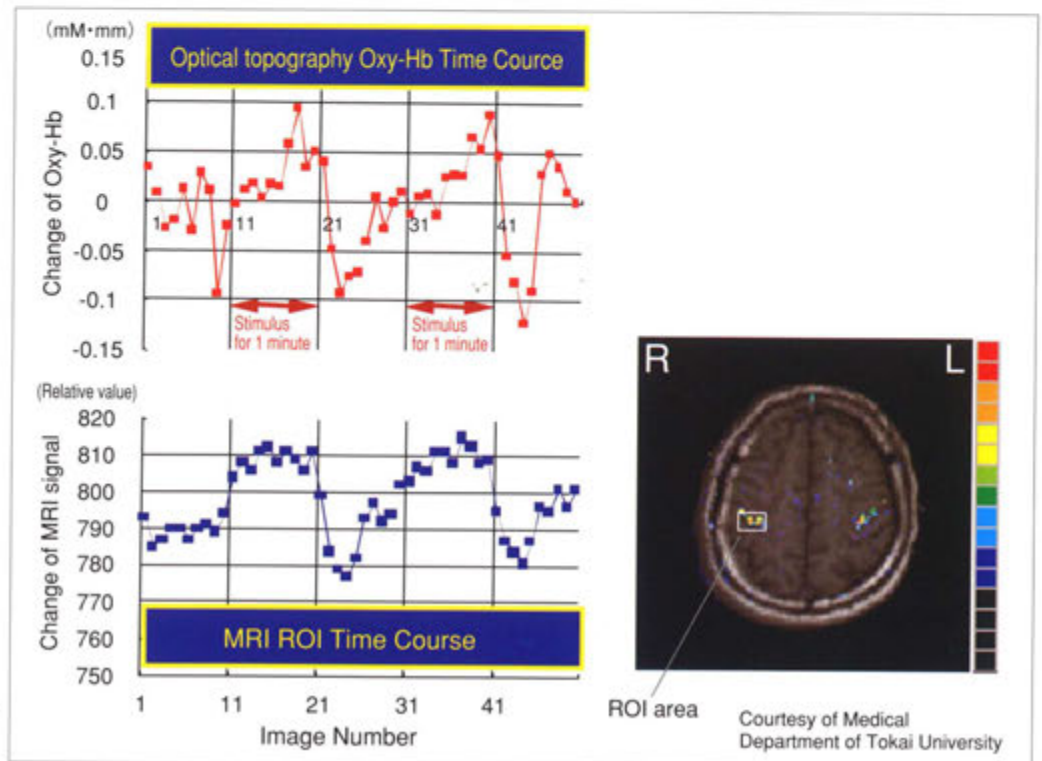 (mM・mm)
Optical topography Oxy-Hb Time Cource
0.15
0.1
0.05
0
-0.05
-0.1
-0.15
Change of Oxy-Hb
1 11 21 31 41
Stimulus
for 1 minute
Stimulus
for 1 minute
(Relative value)
820
810
800
790
780
770
760
750
Change of MRI signal
MRI ROI Time Course
1 11 21 31 41
Image Number
R L
ROI area
Courtesy of Medical
Department of Tokai University